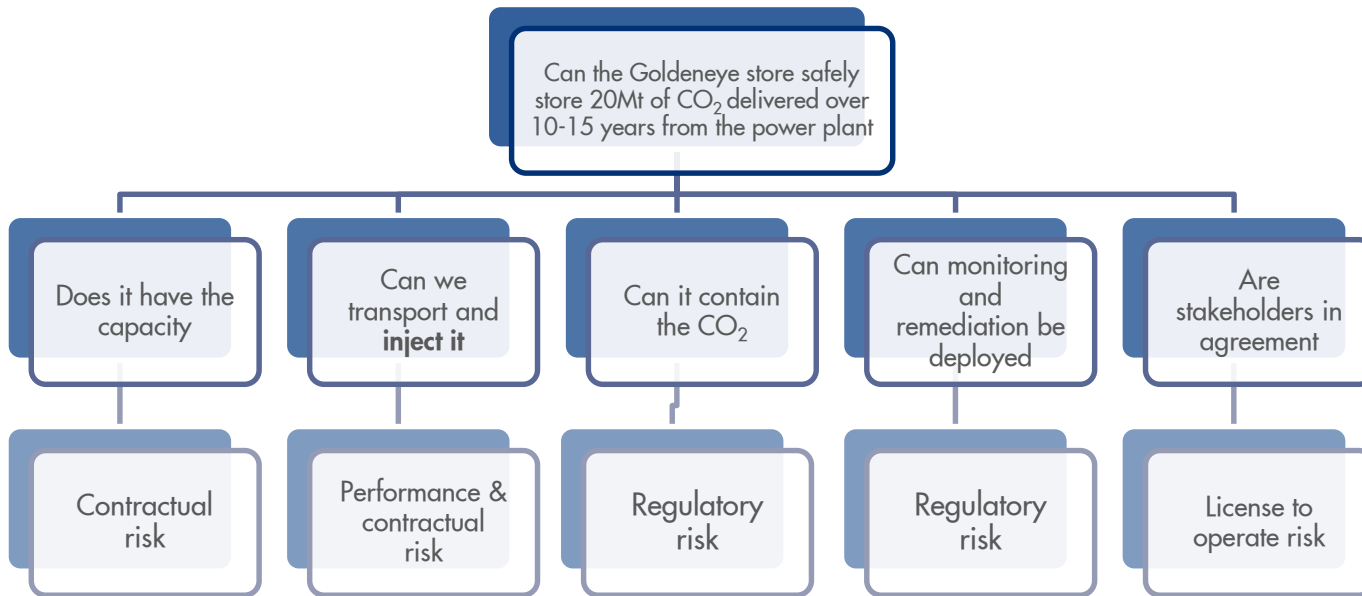 Can the Goldeneye store safely
store 20Mt of CO₂ delivered over
10-15 years from the power plant
Does it have the
capacity
Can we
transport and
inject it
Can it contain
the CO₂
Can monitoring
and
remediation be
deployed
Are
stakeholders in
agreement
Contractual
risk
Performance &
contractual
risk
Regulatory
risk
Regulatory
risk
License to
operate risk